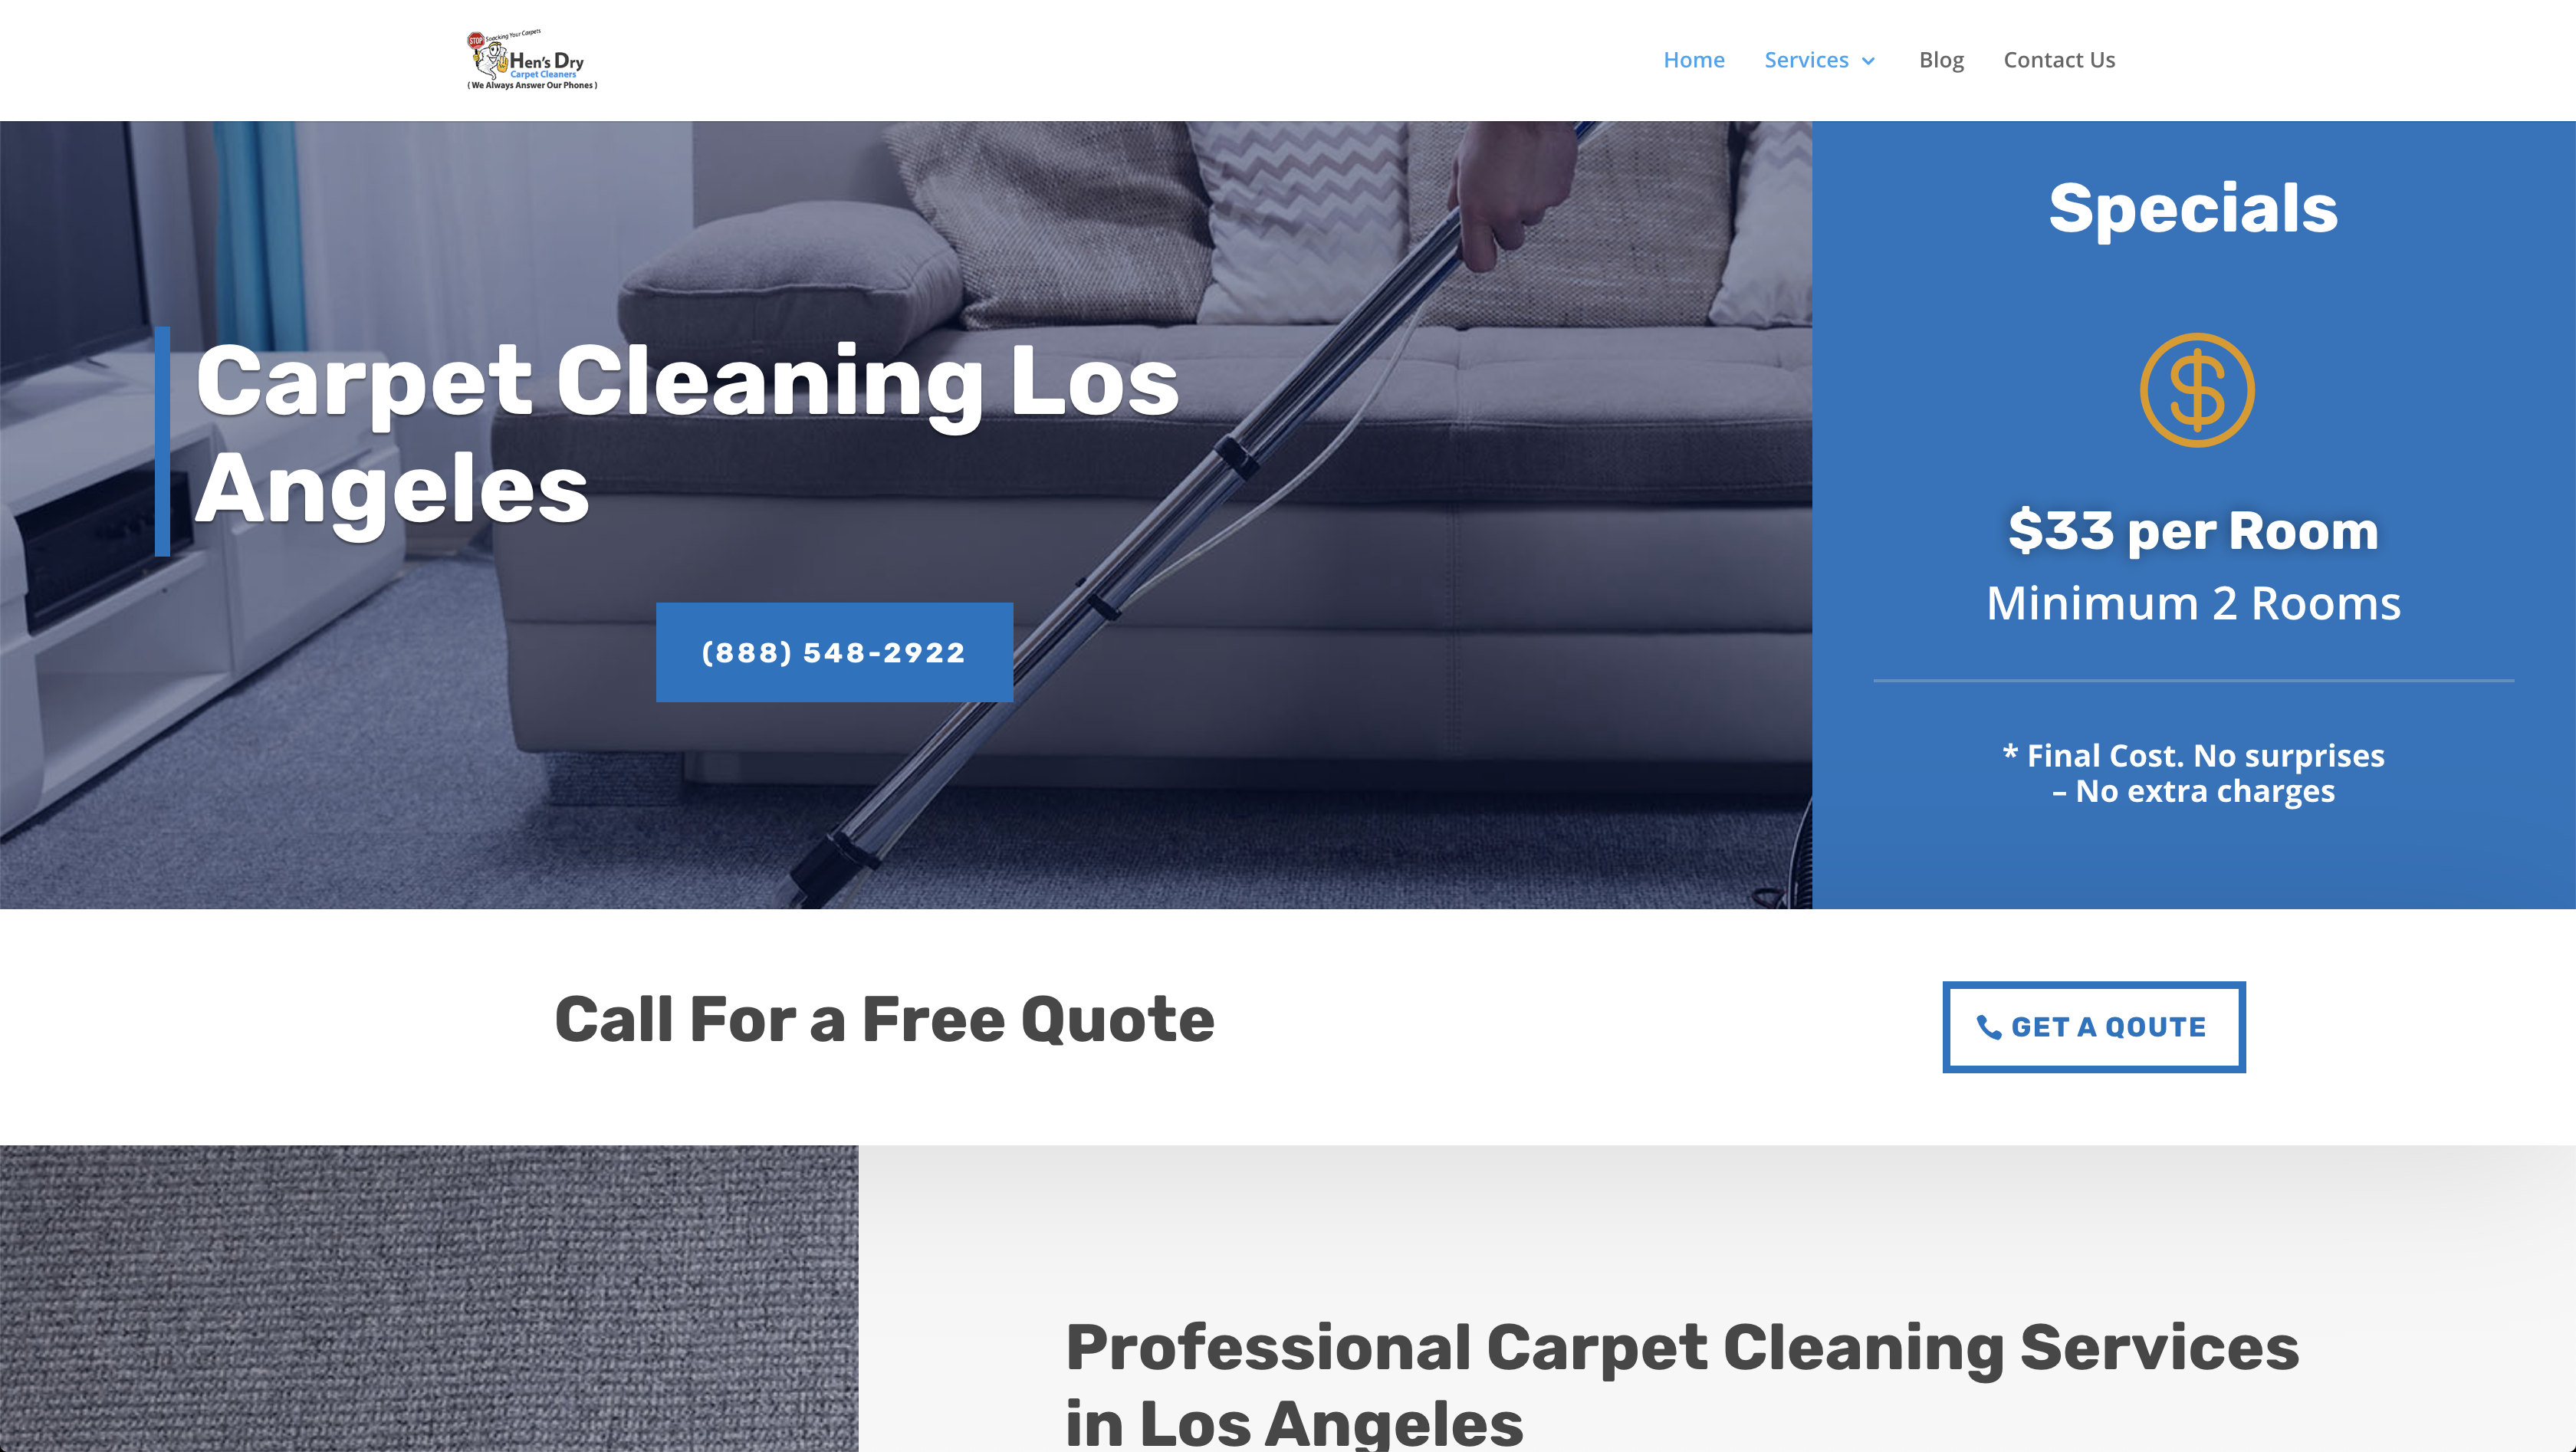 STOP Soacking Your Carpets
Hen's Dry
Carpet Cleaners
( We Always Answer Our Phones )
Home Services Blog Contact Us
Specials
Carpet Cleaning Los
Angeles
(888) 548-2922
$33 per Room
Minimum 2 Rooms
* Final Cost. No surprises
– No extra charges
Call For a Free Quote
GET A QOUTE
Professional Carpet Cleaning Services
in Los Angeles